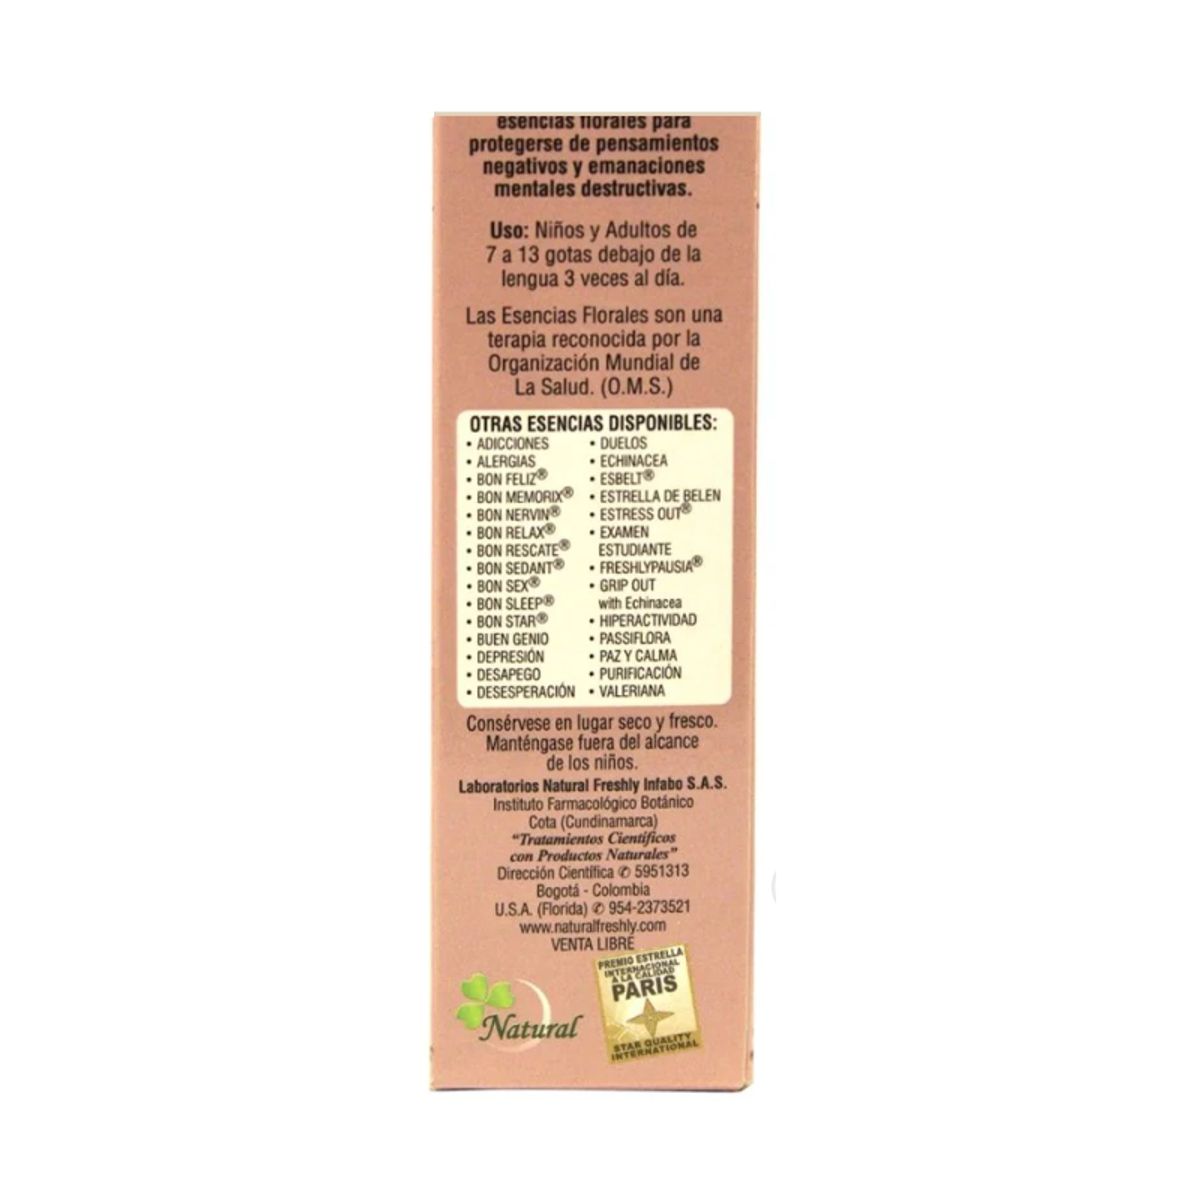 esencias florales para
protegerse de pensamientos
negativos y emanaciones
mentales destructivas.
Uso: Niños y Adultos de
7 a 13 gotas debajo de la
lengua 3 veces al día.
Las Esencias Florales son una
terapia reconocida por la
Organización Mundial de
La Salud. (O.M.S.)
OTRAS ESENCIAS DISPONIBLES:
• ADICCIONES
• ALERGIAS
• BON FELIZ®
• BON MEMORIX®
• BON NERVIN®
• BON RELAX®
• BON RESCATE®
• BON SEDANT®
• BON SEX®
• BON SLEEP®
• BON STAR®
• BUEN GENIO
• DEPRESIÓN
• DESAPEGO
• DESESPERACIÓN
• DUELOS
• ECHINACEA
• ESBELT®
• ESTRELLA DE BELEN
• ESTRESS OUT®
• EXAMEN
ESTUDIANTE
• FRESHLYPAUSIA®
• GRIP OUT
with Echinacea
• HIPERACTIVIDAD
• PASSIFLORA
• PAZ Y CALMA
• PURIFICACIÓN
• VALERIANA
Consérvese en lugar seco y fresco.
Manténgase fuera del alcance
de los niños.
Laboratorios Natural Freshly Infabo S.A.S.
Instituto Farmacológico Botánico
Cota (Cundinamarca)
"Tratamientos Científicos
con Productos Naturales"
Dirección Científica ✆ 5951313
Bogotá - Colombia
U.S.A. (Florida) ✆ 954-2373521
www.naturalfreshly.com
VENTA LIBRE
Natural
PREMIO ESTRELLA
INTERNACIONAL
A LA CALIDAD
PARIS
STAR QUALITY
INTERNATIONAL